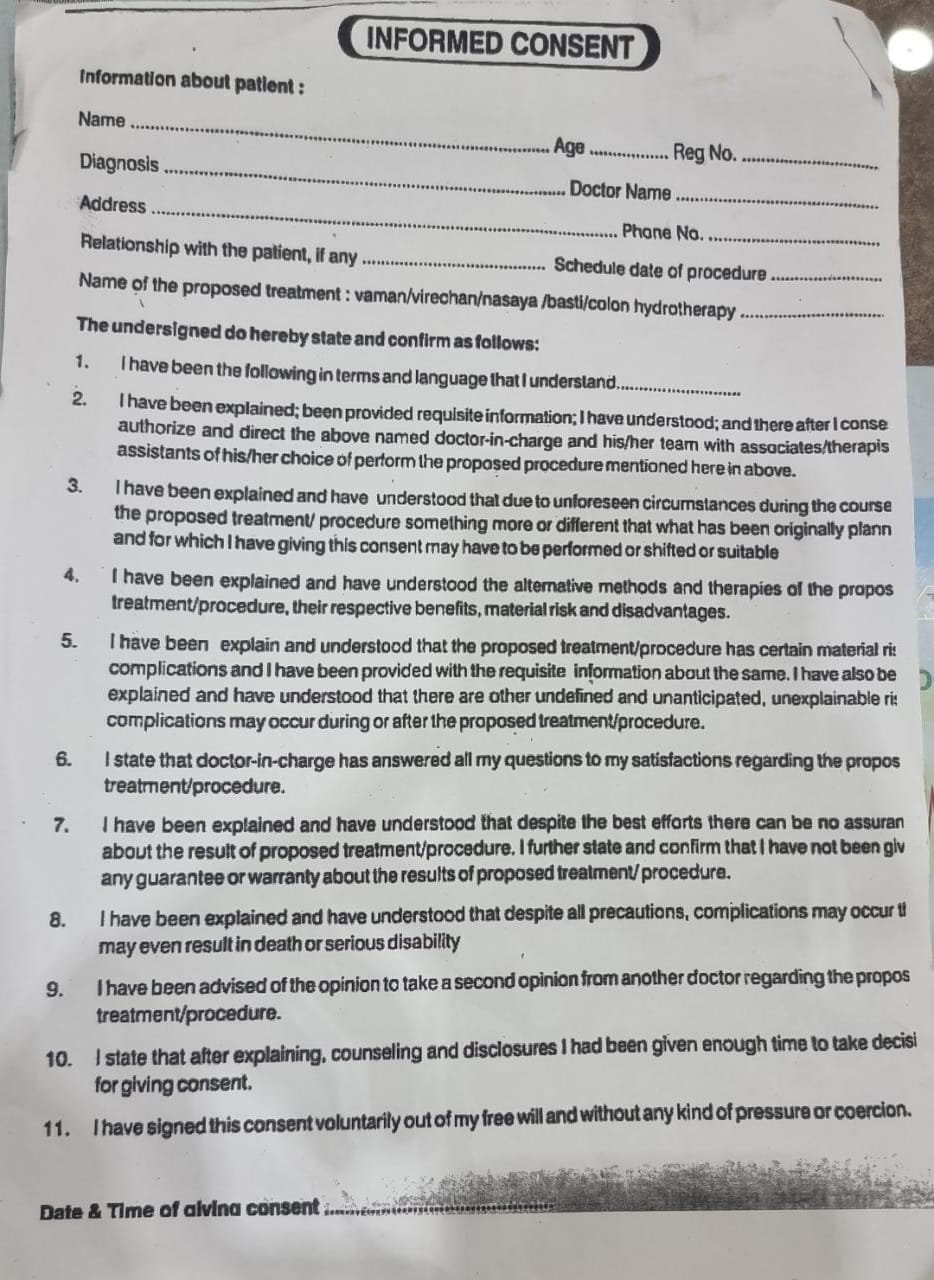 INFORMED CONSENT
Information about patient :
Name ........ Age ........ Reg No. ........
Diagnosis ........ Doctor Name ........
Address ........ Phone No. ........
Relationship with the patient, if any ........ Schedule date of procedure ........
Name of the proposed treatment : vaman/virechan/nasaya /basti/colon hydrotherapy ........
The undersigned do hereby state and confirm as follows:
1. I have been the following in terms and language that I understand........
2. I have been explained; been provided requisite information; I have understood; and there after I conse
authorize and direct the above named doctor-in-charge and his/her team with associates/therapis
assistants of his/her choice of perform the proposed procedure mentioned here in above.
3. I have been explained and have understood that due to unforeseen circumstances during the course
the proposed treatment/ procedure something more or different that what has been originally plann
and for which I have giving this consent may have to be performed or shifted or suitable
4. I have been explained and have understood the alternative methods and therapies of the propos
treatment/procedure, their respective benefits, material risk and disadvantages.
5. I have been explain and understood that the proposed treatment/procedure has certain material ris
complications and I have been provided with the requisite information about the same. I have also be
explained and have understood that there are other undefined and unanticipated, unexplainable ris
complications may occur during or after the proposed treatment/procedure.
6. I state that doctor-in-charge has answered all my questions to my satisfactions regarding the propos
treatment/procedure.
7. I have been explained and have understood that despite the best efforts there can be no assuran
about the result of proposed treatment/procedure. I further state and confirm that I have not been giv
any guarantee or warranty about the results of proposed treatment/ procedure.
8. I have been explained and have understood that despite all precautions, complications may occur tl
may even result in death or serious disability
9. I have been advised of the opinion to take a second opinion from another doctor regarding the propos
treatment/procedure.
10. I state that after explaining, counseling and disclosures I had been given enough time to take decisi
for giving consent.
11. I have signed this consent voluntarily out of my free will and without any kind of pressure or coercion.
Date & Time of giving consent ........